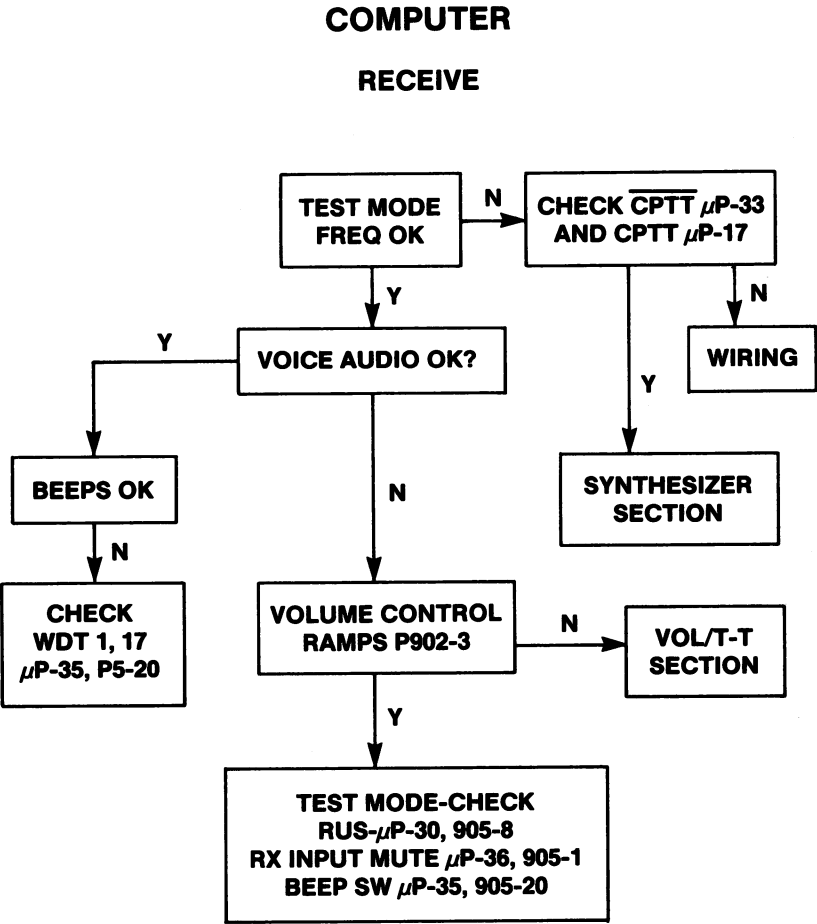 COMPUTER
RECEIVE
TEST MODE
FREQ OK
N
CHECK C̅P̅T̅T̅ μP-33
AND CPTT μP-17
Y
N
Y
VOICE AUDIO OK?
WIRING
Y
BEEPS OK
N
SYNTHESIZER
SECTION
N
CHECK
WDT 1, 17
μP-35, P5-20
VOLUME CONTROL
RAMPS P902-3
N
VOL/T-T
SECTION
Y
TEST MODE-CHECK
RUS-μP-30, 905-8
RX INPUT MUTE μP-36, 905-1
BEEP SW μP-35, 905-20